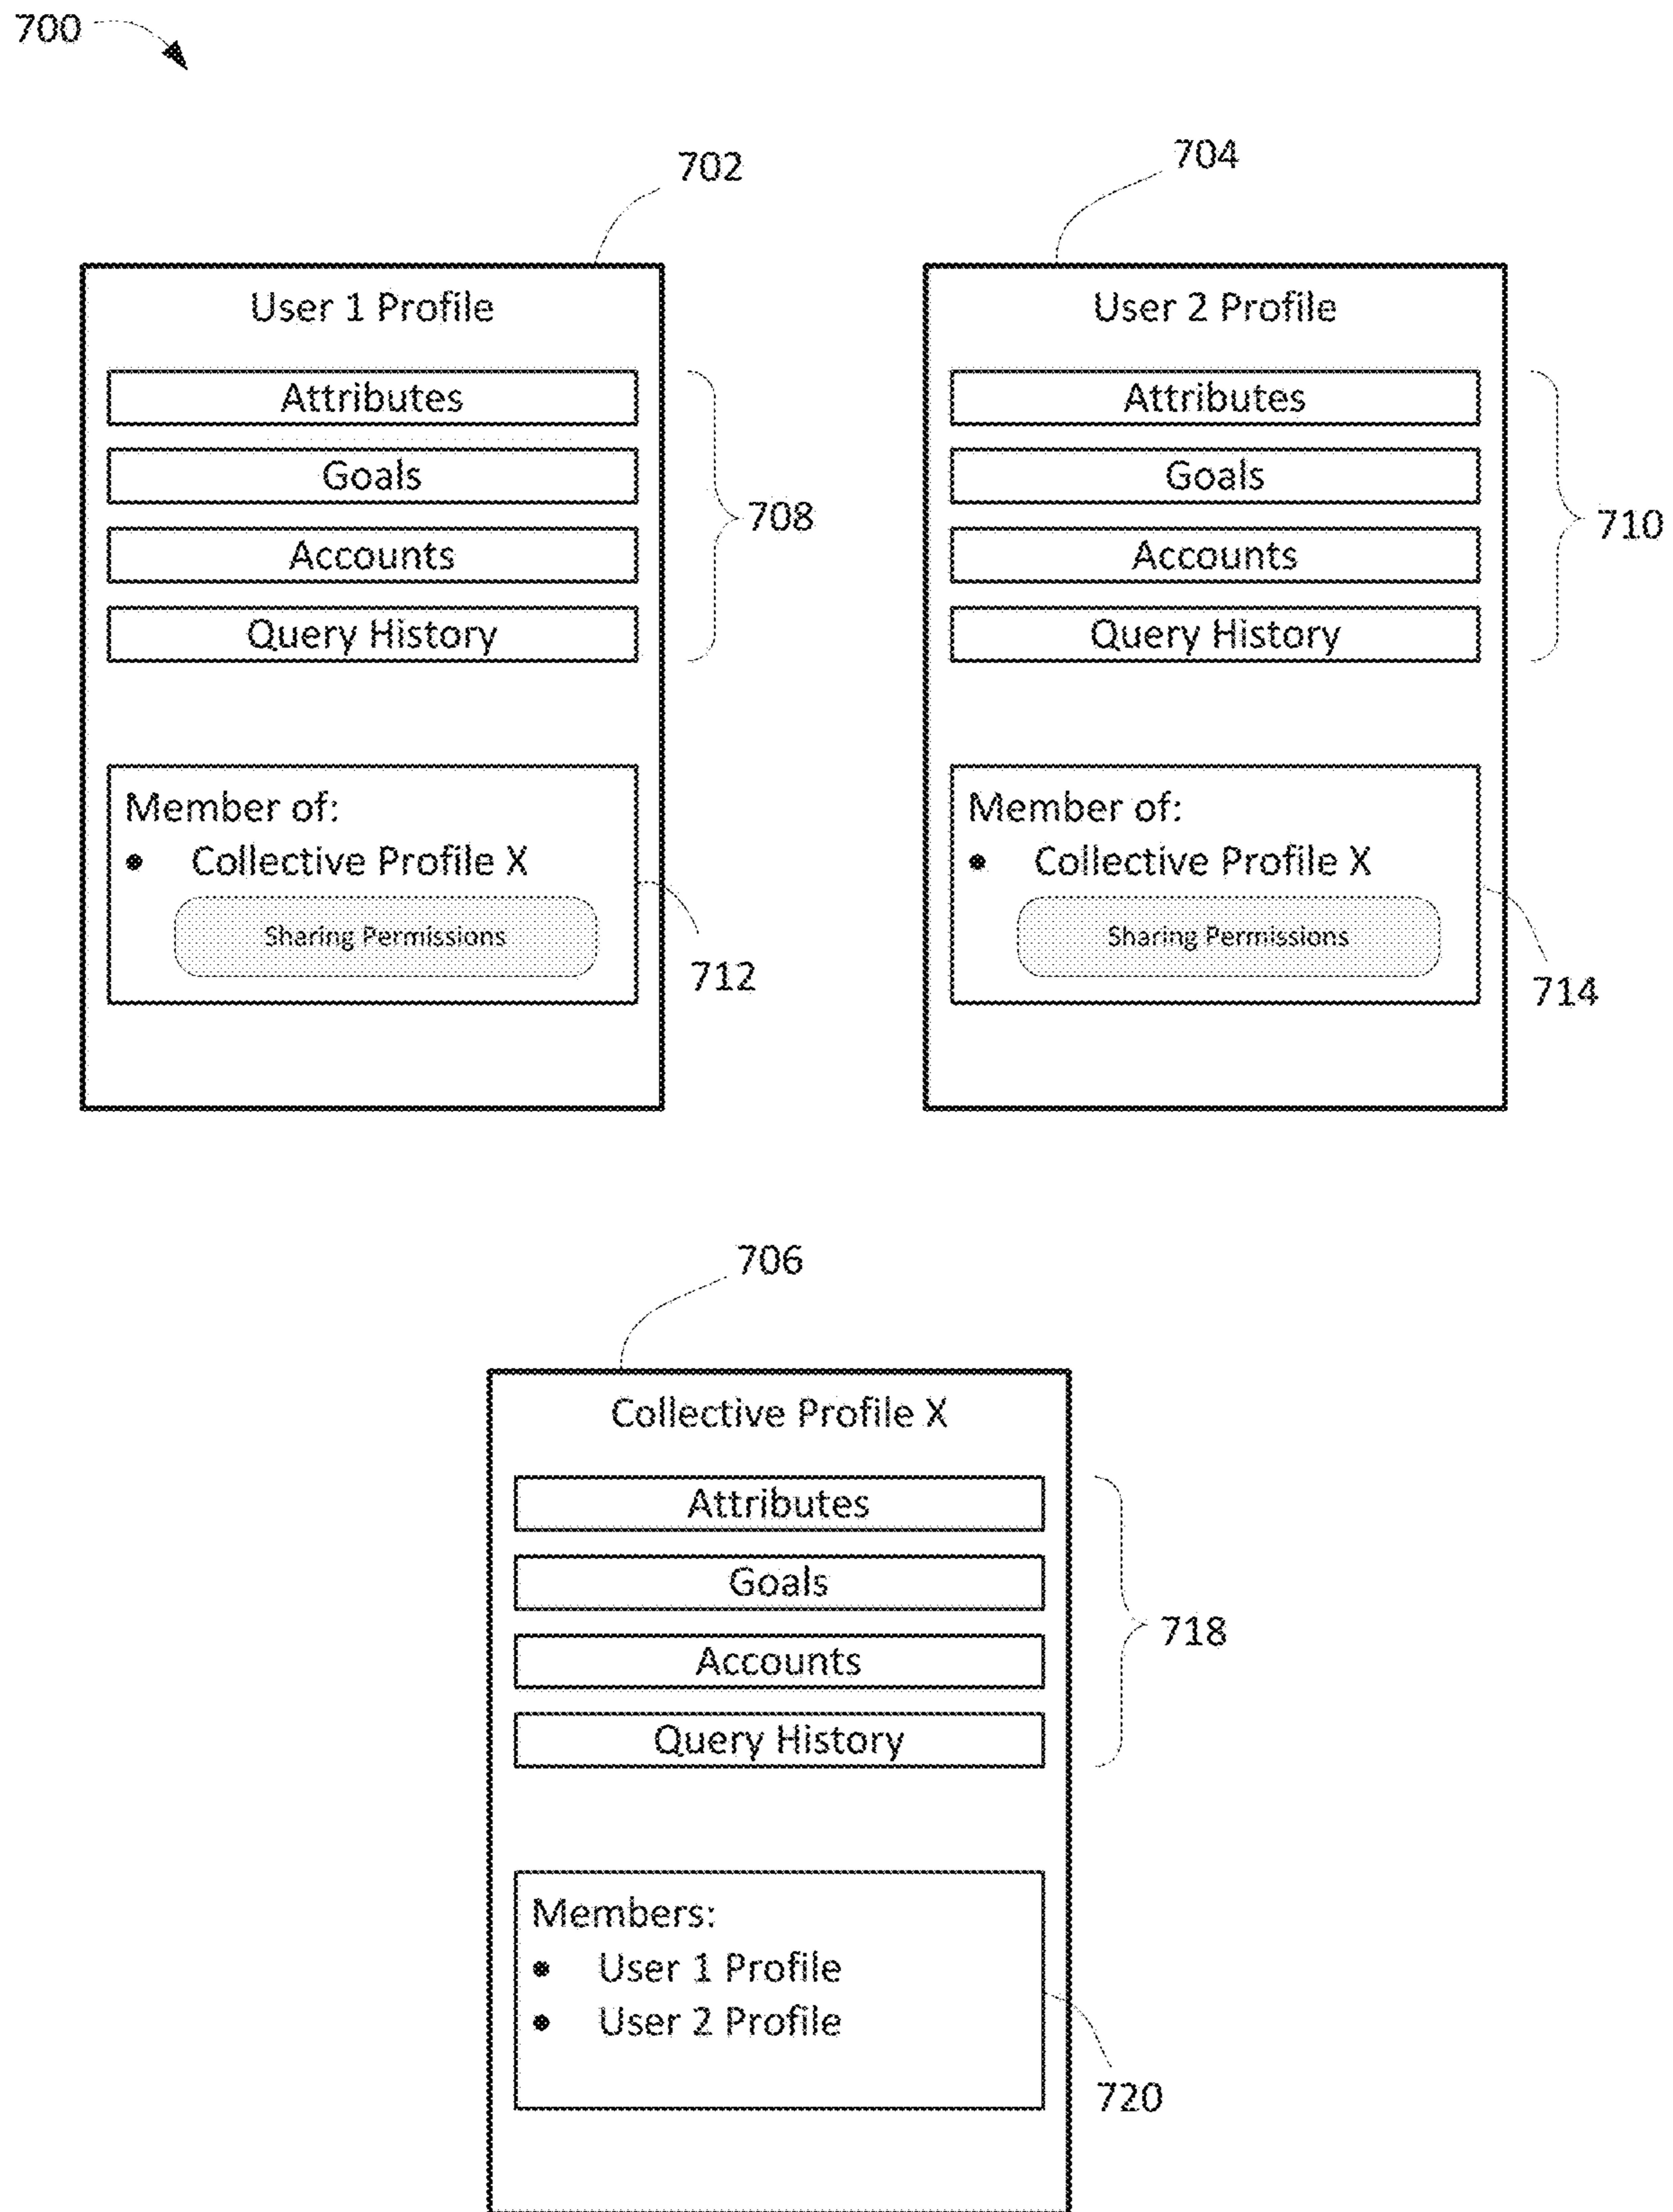 700
702
704
User 1 Profile
Attributes
Goals
Accounts
Query History
708
Member of:
• Collective Profile X
Sharing Permissions
712
User 2 Profile
Attributes
Goals
Accounts
Query History
710
Member of:
• Collective Profile X
Sharing Permissions
714
706
Collective Profile X
Attributes
Goals
Accounts
Query History
718
Members:
• User 1 Profile
• User 2 Profile
720